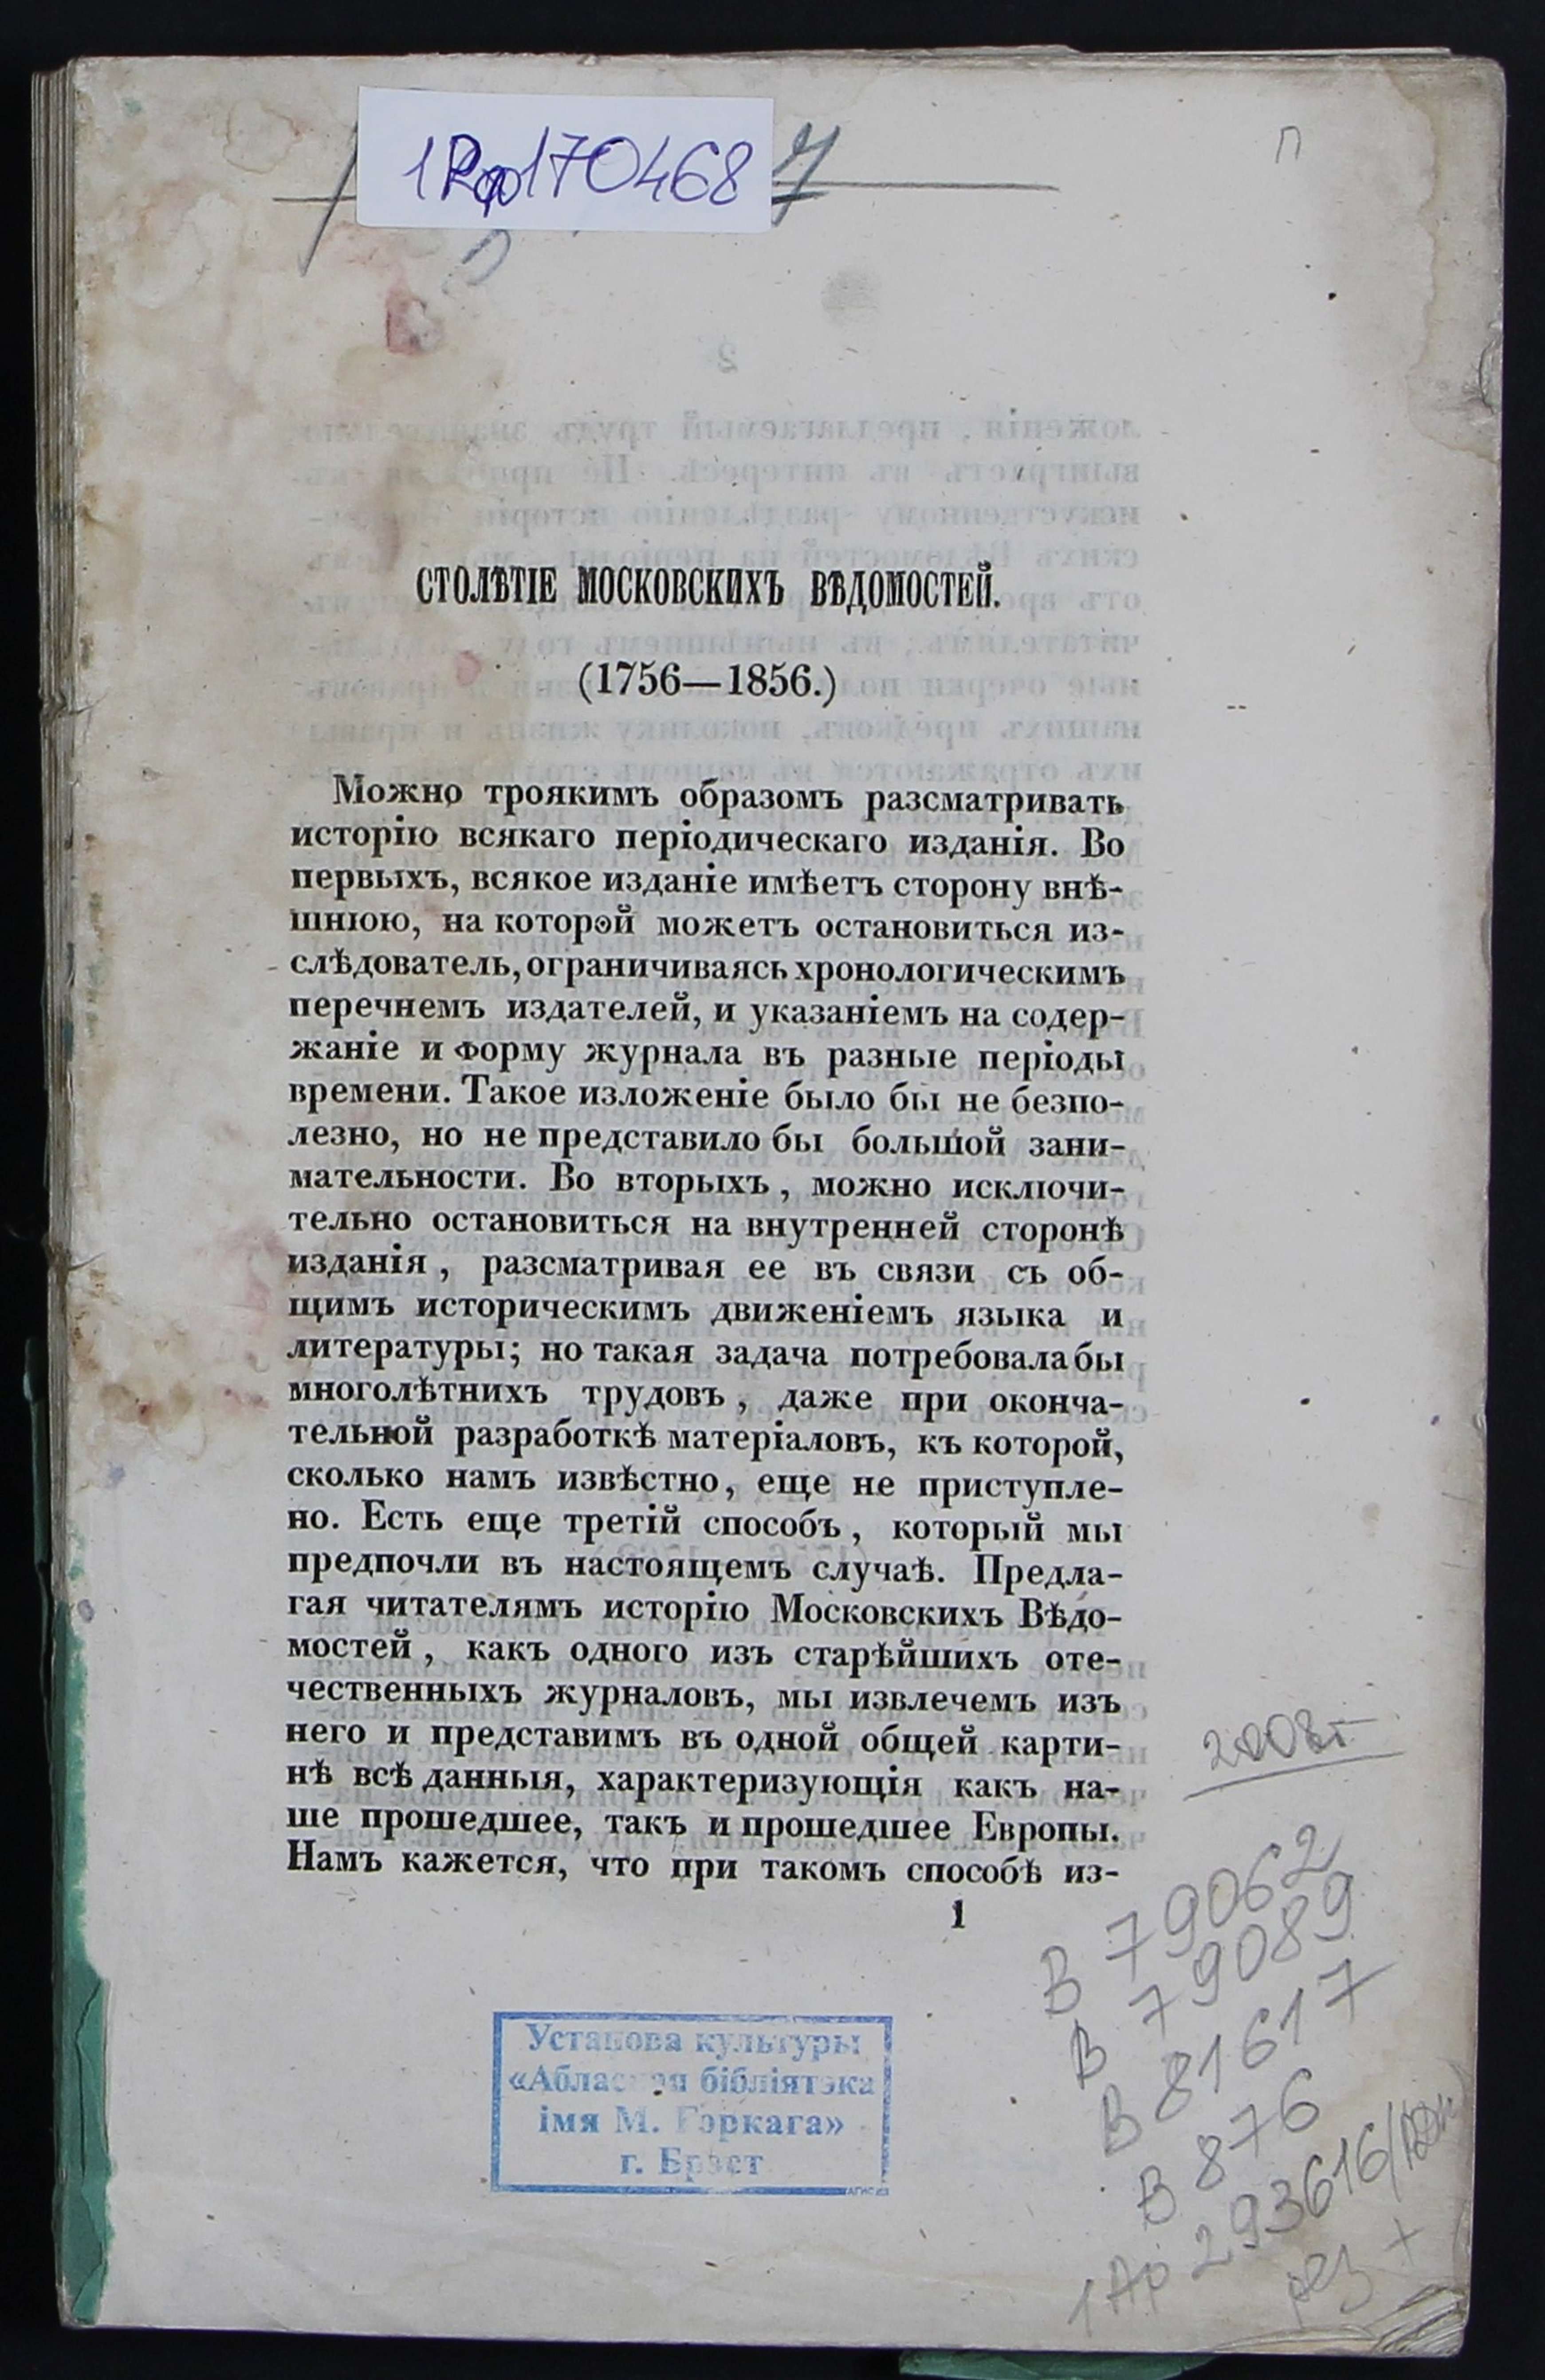 1Rр170468
7
П
СТОЛѢТІЕ МОСКОВСКИХЪ ВѢДОМОСТЕЙ.
(1756—1856.)
Можно троякимъ образомъ разсматривать
исторію всякаго періодическаго изданія. Во
первыхъ, всякое изданіе имѣетъ сторону внѣ-
шнюю, на которой можетъ остановиться из-
слѣдователь, ограничиваясь хронологическимъ
перечнемъ издателей, и указаніемъ на содер-
жаніе и форму журнала въ разные періоды
времени. Такое изложеніе было бы не безпо-
лезно, но не представило бы большой зани-
мательности. Во вторыхъ, можно исключи-
тельно остановиться на внутренней сторонѣ
изданія, разсматривая ее въ связи съ об-
щимъ историческимъ движеніемъ языка и
литературы; но такая задача потребовала бы
многолѣтнихъ трудовъ, даже при оконча-
тельной разработкѣ матеріаловъ, къ которой,
сколько намъ извѣстно, еще не приступле-
но. Есть еще третій способъ, который мы
предпочли въ настоящемъ случаѣ. Предла-
гая читателямъ исторію Московскихъ Вѣдо-
мостей, какъ одного изъ старѣйшихъ оте-
чественныхъ журналовъ, мы извлечемъ изъ
него и представимъ въ одной общей карти-
нѣ всѣ данныя, характеризующія какъ на-
ше прошедшее, такъ и прошедшее Европы.
Намъ кажется, что при такомъ способѣ из-
1
2008г
В 79062
В 79089
В 81617
В 876
1Ар 293616/
Установа культуры
«Абласная бібліятэка
імя М. Горкага»
г. Брэст